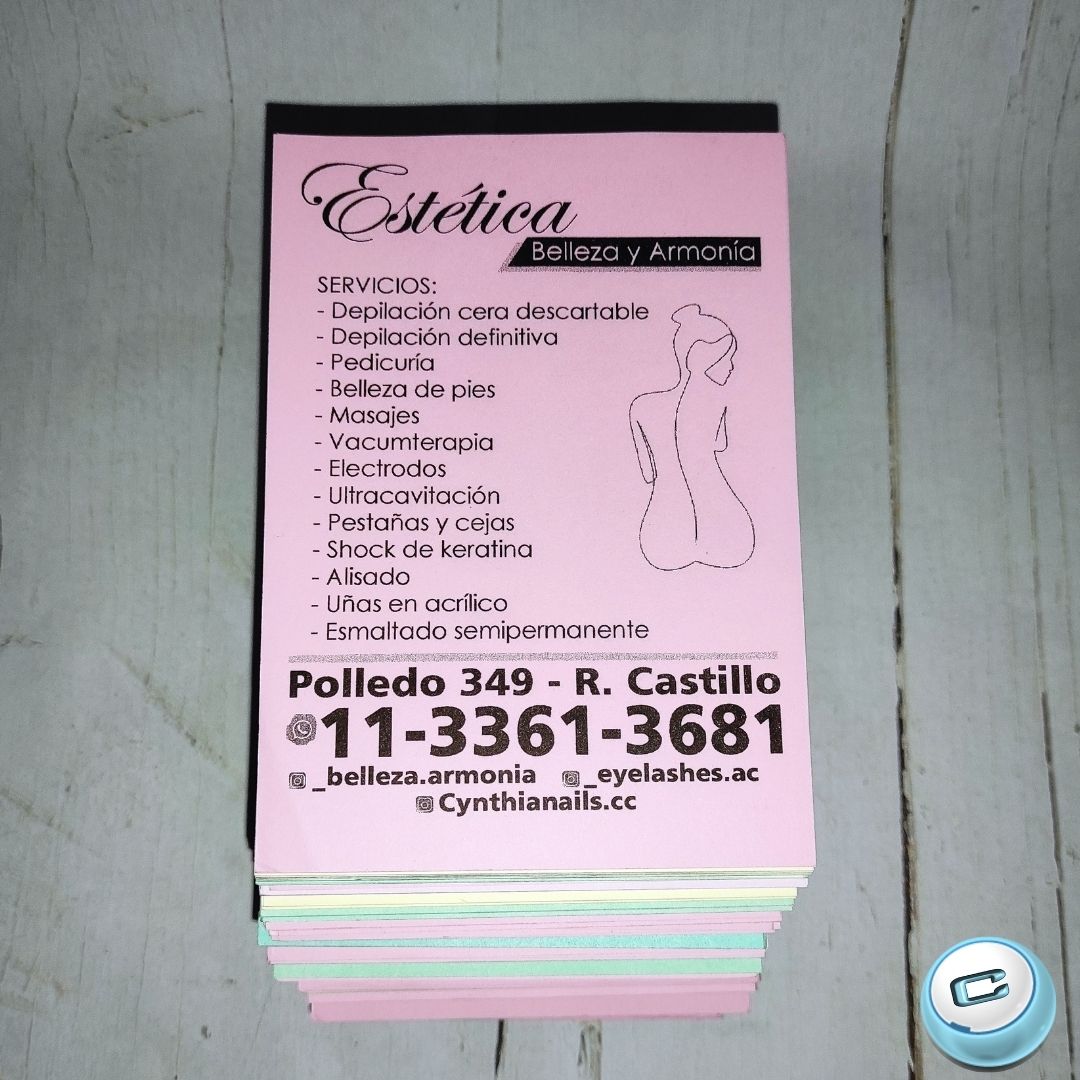 Estética
Belleza y Armonía
SERVICIOS:
- Depilación cera descartable
- Depilación definitiva
- Pedicuría
- Belleza de pies
- Masajes
- Vacumterapia
- Electrodos
- Ultracavitación
- Pestañas y cejas
- Shock de keratina
- Alisado
- Uñas en acrílico
- Esmaltado semipermanente
Polledo 349 - R. Castillo
11-3361-3681
_belleza.armonia _eyelashes.ac
Cynthianails.cc
C